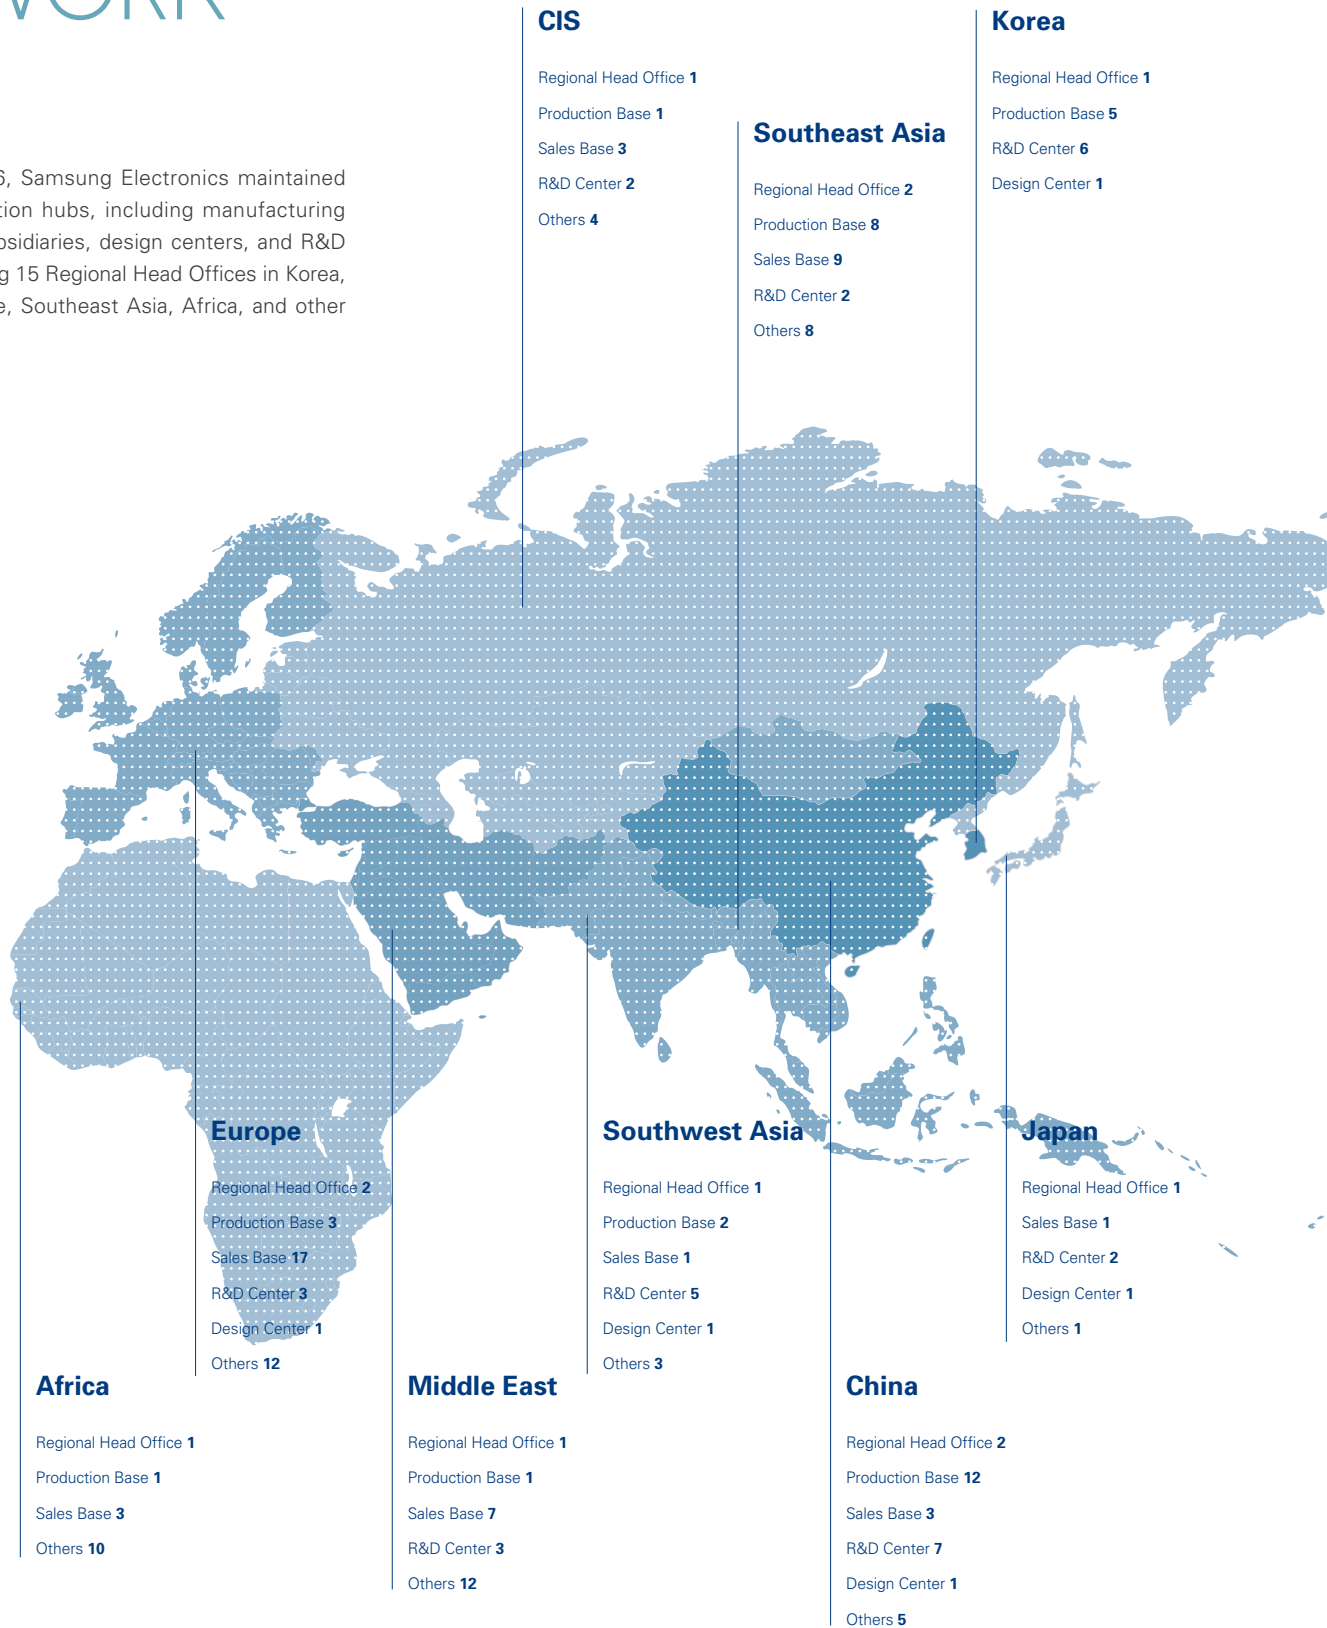 WORK
6, Samsung Electronics maintained
tion hubs, including manufacturing
bsidiaries, design centers, and R&D
g 15 Regional Head Offices in Korea,
e, Southeast Asia, Africa, and other
CIS
Regional Head Office 1
Production Base 1
Sales Base 3
R&D Center 2
Others 4
Southeast Asia
Regional Head Office 2
Production Base 8
Sales Base 9
R&D Center 2
Others 8
Korea
Regional Head Office 1
Production Base 5
R&D Center 6
Design Center 1
Europe
Regional Head Office 2
Production Base 3
Sales Base 17
R&D Center 3
Design Center 1
Others 12
Southwest Asia
Regional Head Office 1
Production Base 2
Sales Base 1
R&D Center 5
Design Center 1
Others 3
Japan
Regional Head Office 1
Sales Base 1
R&D Center 2
Design Center 1
Others 1
Africa
Regional Head Office 1
Production Base 1
Sales Base 3
Others 10
Middle East
Regional Head Office 1
Production Base 1
Sales Base 7
R&D Center 3
Others 12
China
Regional Head Office 2
Production Base 12
Sales Base 3
R&D Center 7
Design Center 1
Others 5